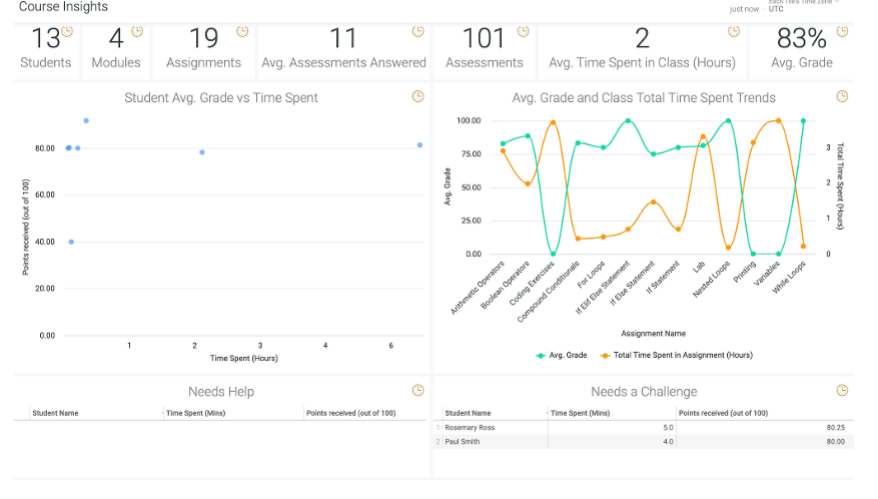 Course Insights
Each Tile's Time Zone
just now · UTC
13 4 19 11 101 2 83%
Students Modules Assignments Avg. Assessments Answered Assessments Avg. Time Spent in Class (Hours) Avg. Grade
Student Avg. Grade vs Time Spent
80.00
60.00
40.00
20.00
0.00
Points received (out of 100)
1 2 3 4 6
Time Spent (Hours)
Avg. Grade and Class Total Time Spent Trends
100.00
75.00
50.00
25.00
0.00
Avg. Grade
3
2
1
0
Total Time Spent (Hours)
Arithmetic Operators
Boolean Operators
Coding Exercises
Compound Conditionals
For Loops
If Elif Else Statement
If Else Statement
If Statement
Lab
Nested Loops
Printing
Variables
While Loops
Assignment Name
Avg. Grade Total Time Spent in Assignment (Hours)
Needs Help
Student Name Time Spent (Mins) Points received (out of 100)
Needs a Challenge
Student Name Time Spent (Mins) Points received (out of 100)
1 Rosemary Ross 5.0 80.25
2 Paul Smith 4.0 80.00